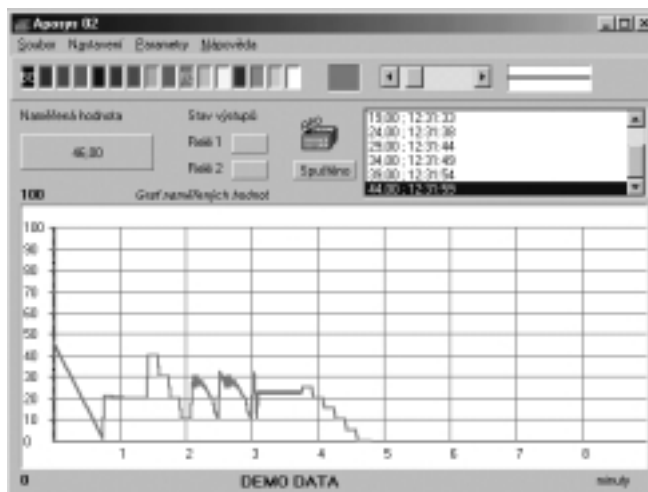 Aposys 02
Soubor Nastavení Parametry Nápověda
Naměřená hodnota
46,00
Stav výstupů
Relé 1
Relé 2
Spuštěno
19,00 ; 12:31:33
24,00 ; 12:31:38
29,00 ; 12:31:44
34,00 ; 12:31:49
39,00 ; 12:31:54
44,00 ; 12:31:59
100
Graf naměřených hodnot
100
90
80
70
60
50
40
30
20
10
0
1 2 3 4 5 6 7 8
0
DEMO DATA
minuty